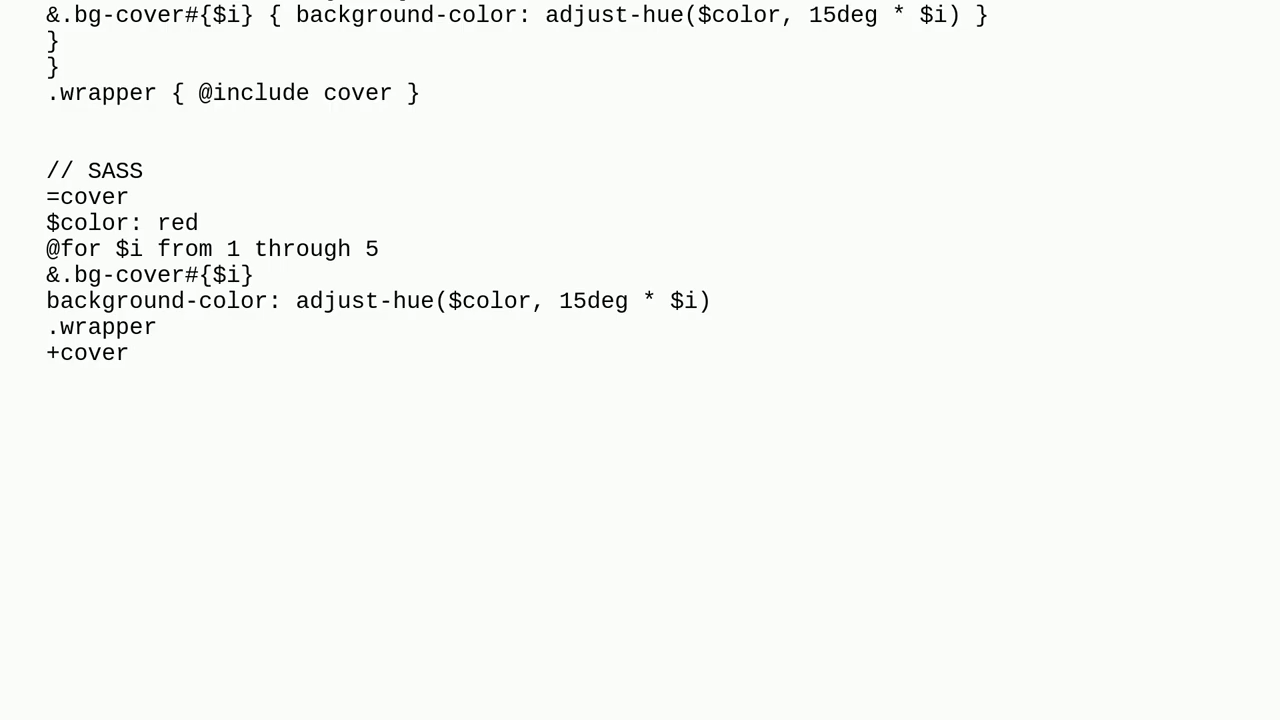 &.bg-cover#{$i} { background-color: adjust-hue($color, 15deg * $i) }
}
}
.wrapper { @include cover }
// SASS
=cover
$color: red
@for $i from 1 through 5
&.bg-cover#{$i}
background-color: adjust-hue($color, 15deg * $i)
.wrapper
+cover